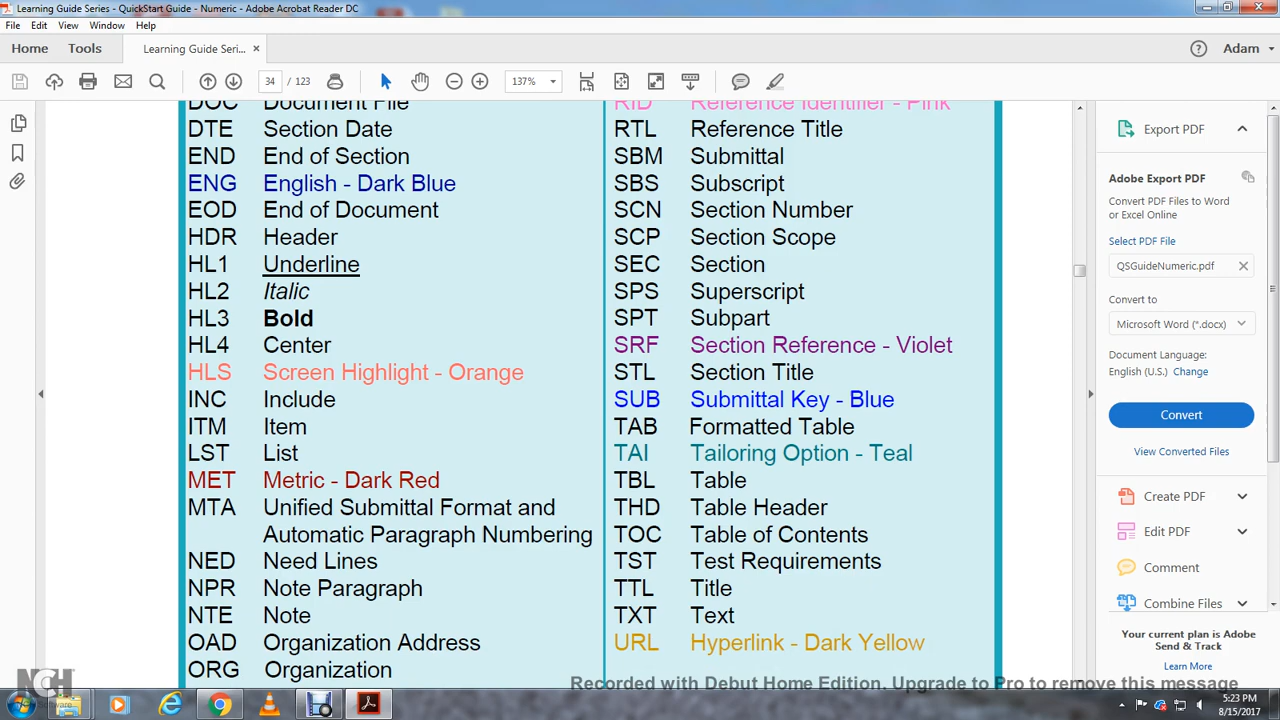 Learning Guide Series - QuickStart Guide - Numeric - Adobe Acrobat Reader DC
File Edit View Window Help
Home Tools Learning Guide Seri... × Adam
34 / 123 137%
DOC Document File
DTE Section Date
END End of Section
ENG English - Dark Blue
EOD End of Document
HDR Header
HL1 Underline
HL2 Italic
HL3 Bold
HL4 Center
HLS Screen Highlight - Orange
INC Include
ITM Item
LST List
MET Metric - Dark Red
MTA Unified Submittal Format and
Automatic Paragraph Numbering
NED Need Lines
NPR Note Paragraph
NTE Note
OAD Organization Address
ORG Organization
RID Reference Identifier - Pink
RTL Reference Title
SBM Submittal
SBS Subscript
SCN Section Number
SCP Section Scope
SEC Section
SPS Superscript
SPT Subpart
SRF Section Reference - Violet
STL Section Title
SUB Submittal Key - Blue
TAB Formatted Table
TAI Tailoring Option - Teal
TBL Table
THD Table Header
TOC Table of Contents
TST Test Requirements
TTL Title
TXT Text
URL Hyperlink - Dark Yellow
Export PDF
Adobe Export PDF
Convert PDF Files to Word
or Excel Online
Select PDF File
QSGuideNumeric.pdf
Convert to
Microsoft Word (*.docx)
Document Language:
English (U.S.) Change
Convert
View Converted Files
Create PDF
Edit PDF
Comment
Combine Files
Your current plan is Adobe
Send & Track
Learn More
NCH
Software
Recorded with Debut Home Edition. Upgrade to Pro to remove this message
5:23 PM
8/15/2017